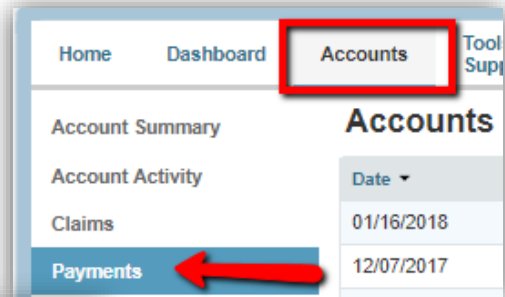 Home Dashboard Accounts
Account Summary
Account Activity
Claims
Payments
Accounts
Date
01/16/2018
12/07/2017